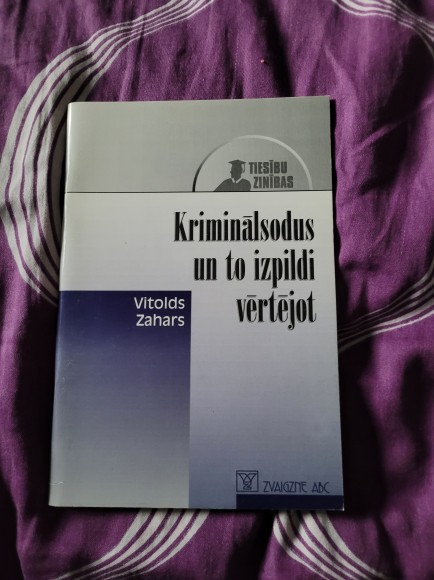 TIESĪBU
ZINĪBAS
Kriminālsodus
un to izpildi
vērtējot
Vitolds
Zahars
ZVAIGZNE ABC